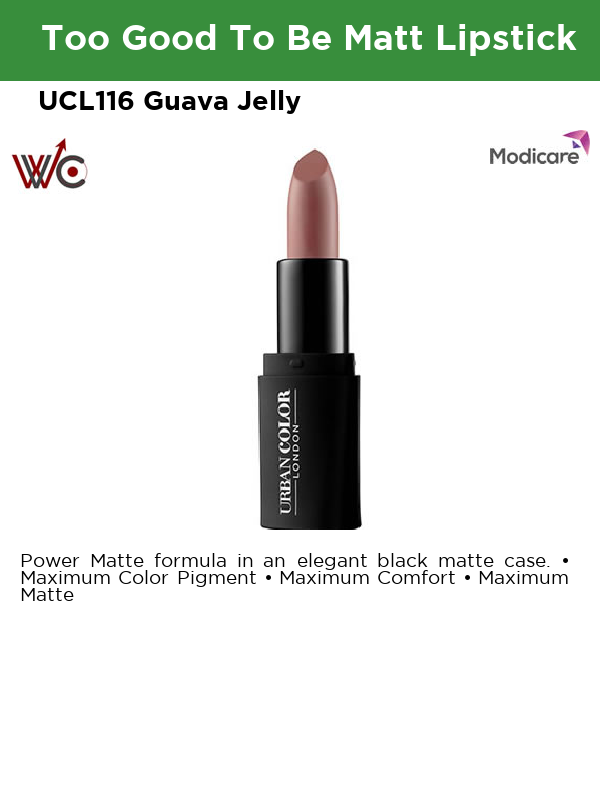 Too Good To Be Matt Lipstick
UCL116 Guava Jelly
WC
Modicare
URBAN COLOR
LONDON
Power Matte formula in an elegant black matte case. •
Maximum Color Pigment • Maximum Comfort • Maximum
Matte